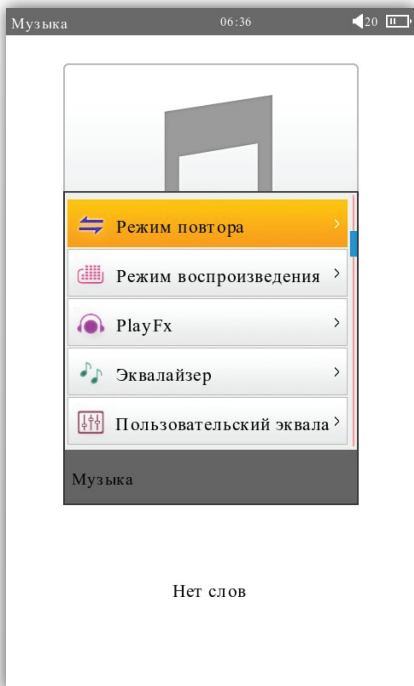 Музыка 06:36 20
Режим повтора
Режим воспроизведения
PlayFx
Эквалайзер
Пользовательский эквала
Музыка
Нет слов